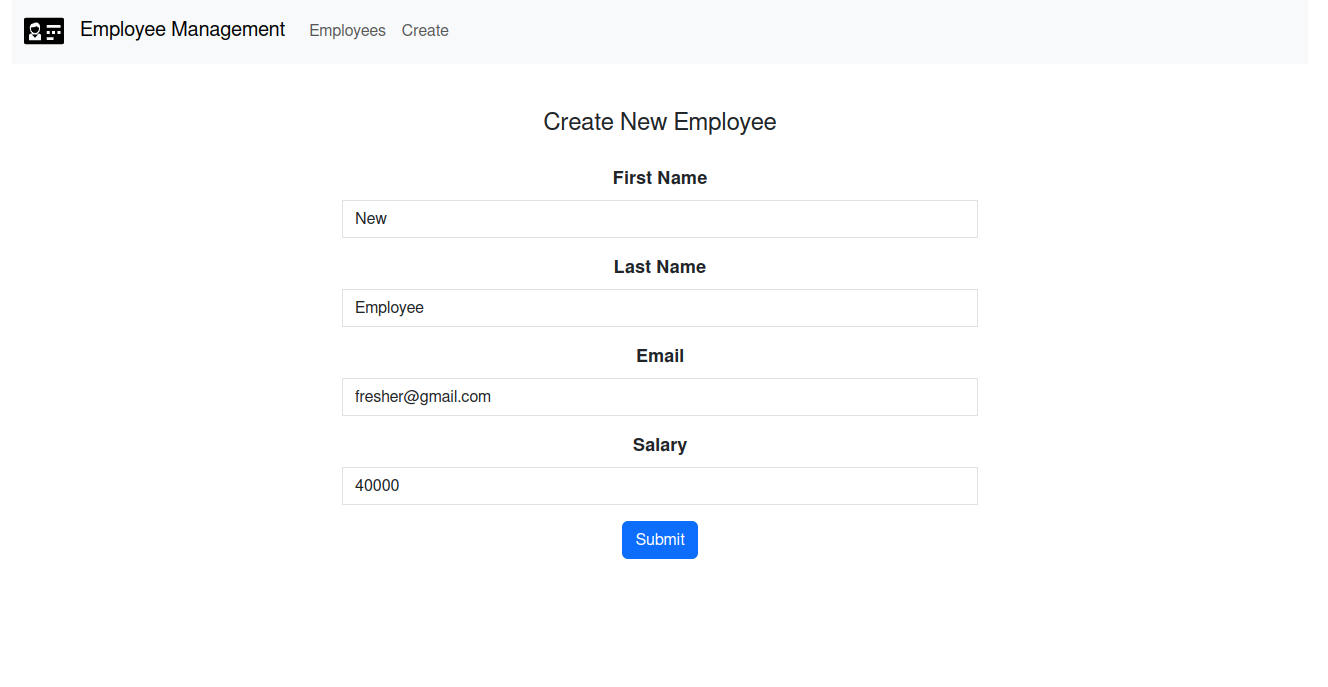 Employee Management Employees Create
Create New Employee
First Name
New
Last Name
Employee
Email
fresher@gmail.com
Salary
40000
Submit